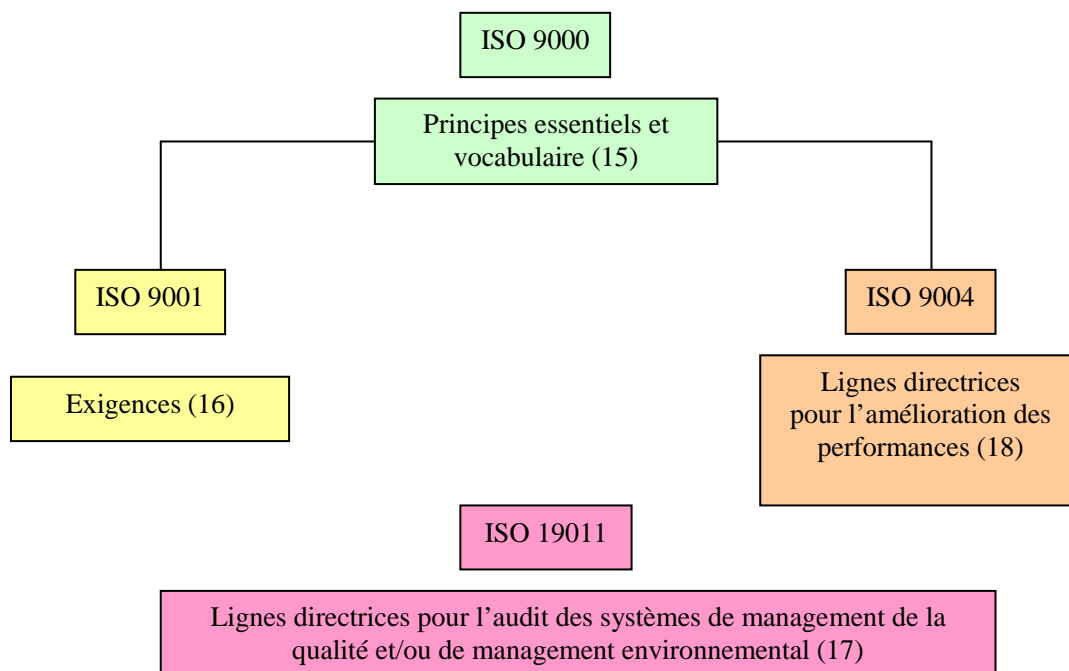 ISO 9000
Principes essentiels et
vocabulaire (15)
ISO 9001
ISO 9004
Exigences (16)
Lignes directrices
pour l’amélioration des
performances (18)
ISO 19011
Lignes directrices pour l’audit des systèmes de management de la
qualité et/ou de management environnemental (17)